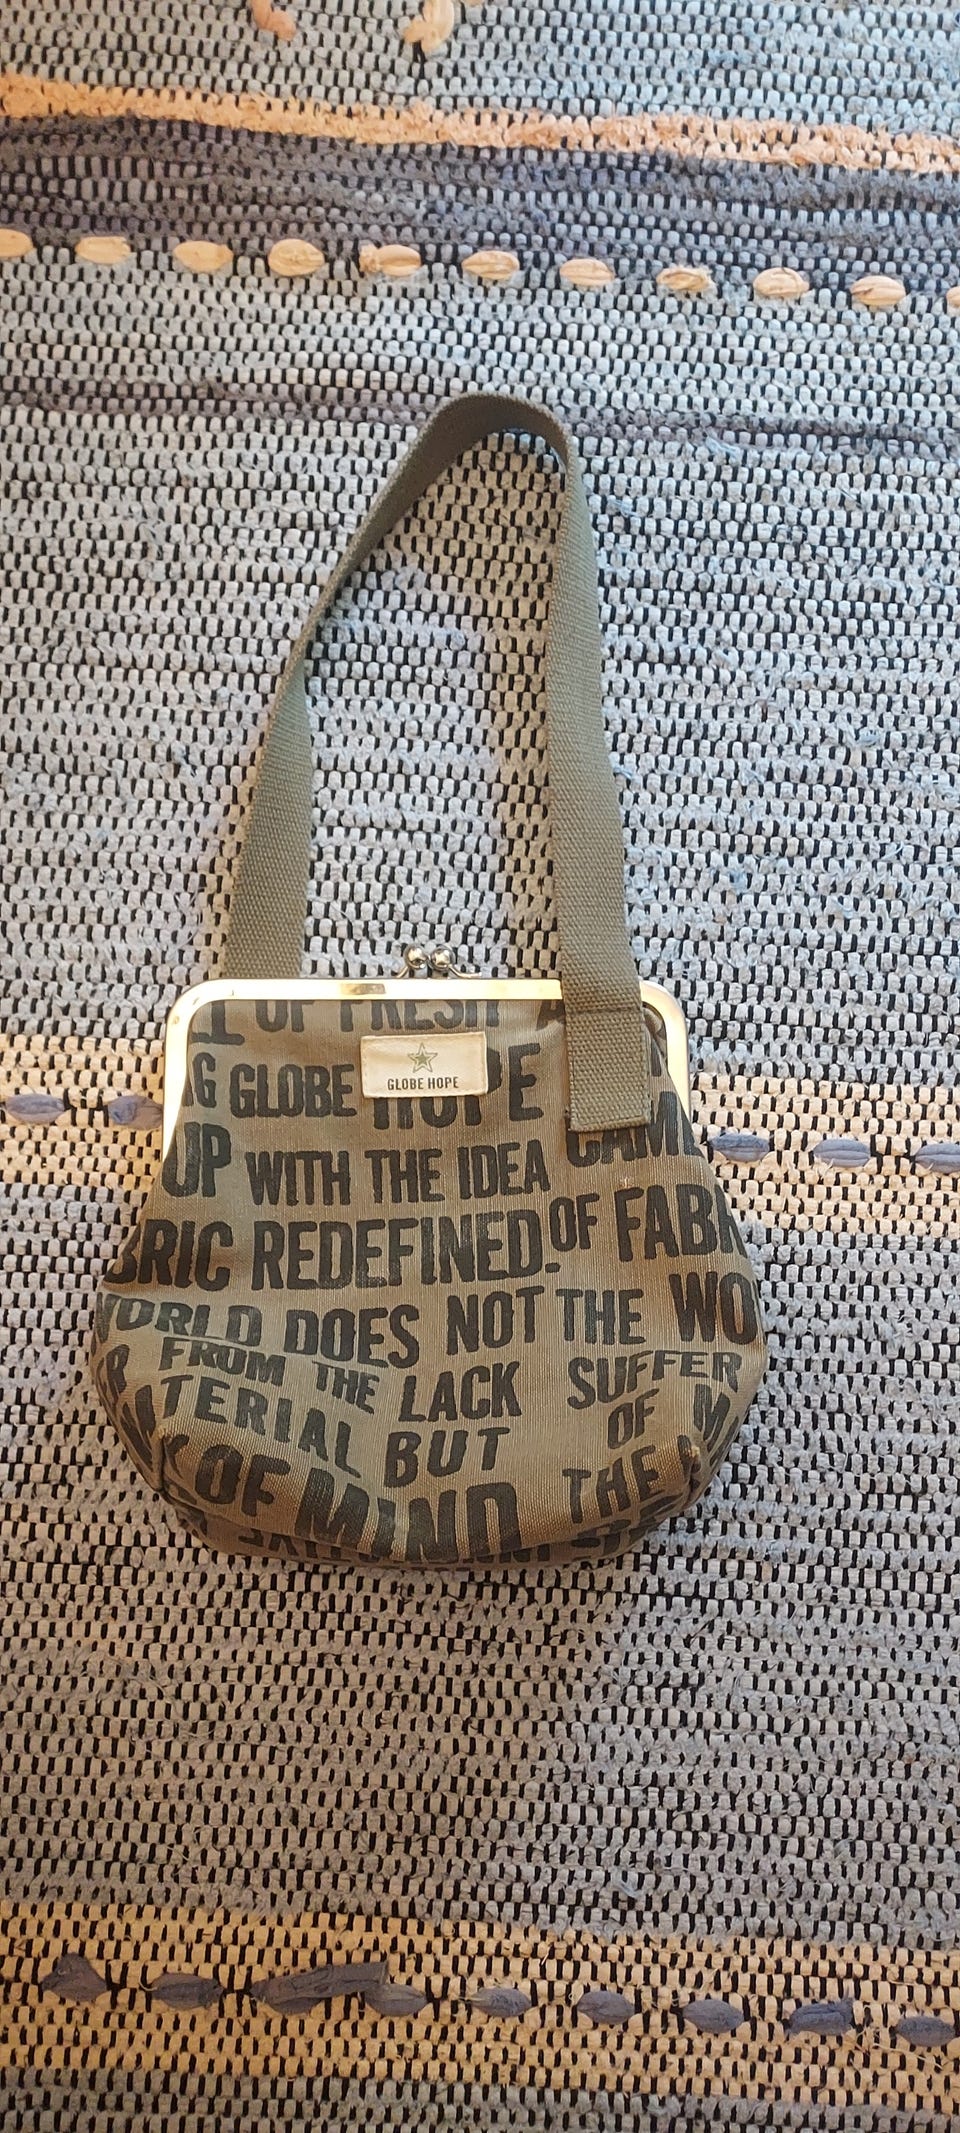 OF FRESH
GLOBE HOPE
GLOBE HOPE
UP WITH THE IDEA CAME
BRIC REDEFINED. OF FABR
WORLD DOES NOT THE WO
FROM THE LACK SUFFER
TERIAL BUT OF M
K OF MIND THE